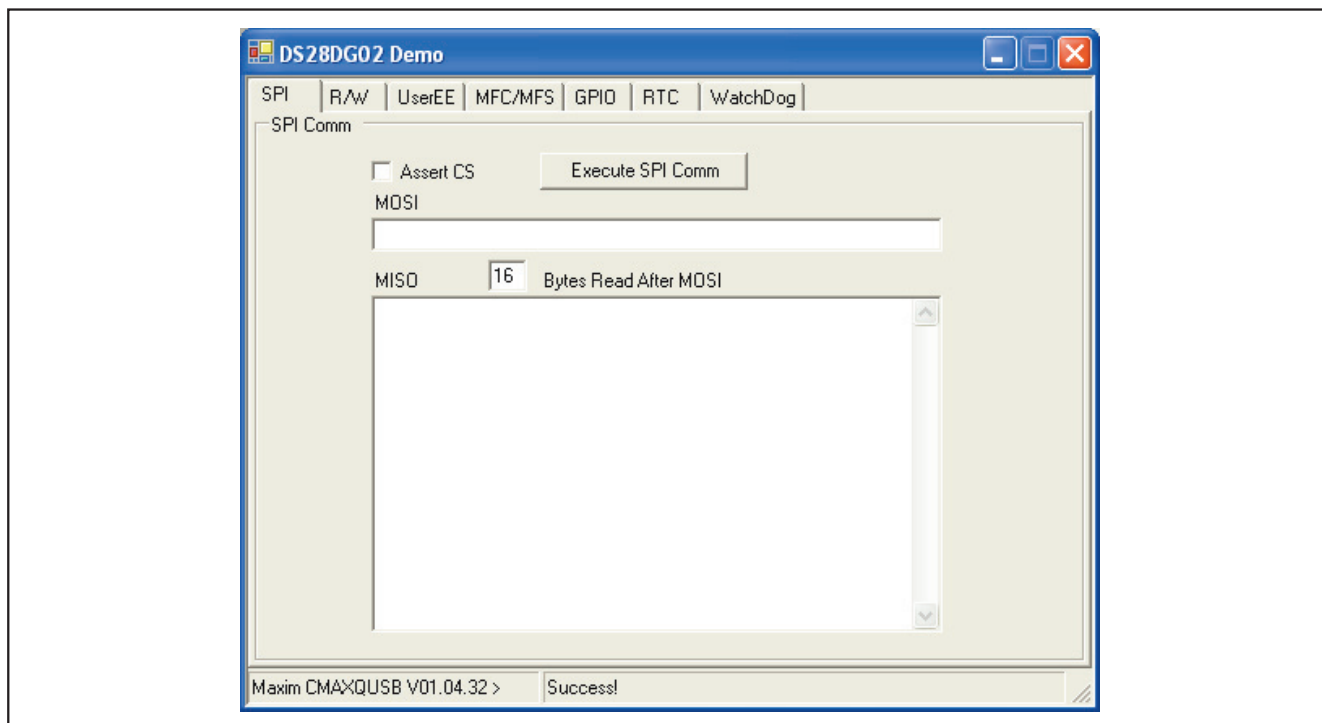 DS28DG02 Demo
SPI R/W UserEE MFC/MFS GPIO RTC WatchDog
SPI Comm
Assert CS Execute SPI Comm
MOSI
MISO 16 Bytes Read After MOSI
Maxim CMAXQUSB V01.04.32 > Success!